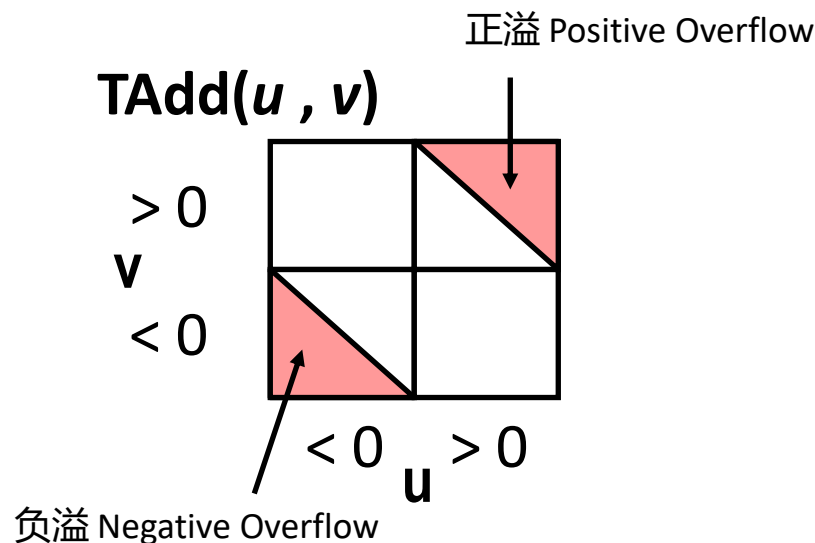 正溢 Positive Overflow
TAdd(u , v)
> 0
v
< 0
< 0 > 0
u
负溢 Negative Overflow